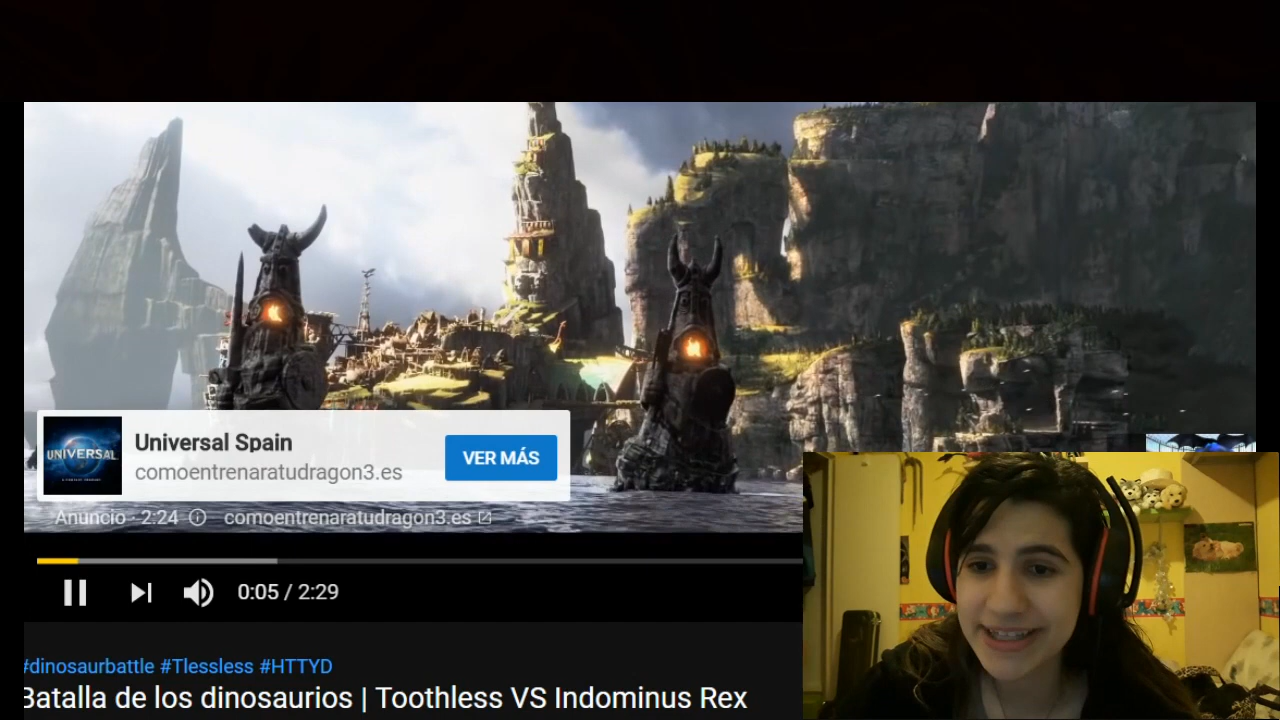 UNIVERSAL
Universal Spain
comoentrenaratudragon3.es
VER MÁS
Anuncio · 2:24 comoentrenaratudragon3.es
0:05 / 2:29
#dinosaurbattle #Tlessless #HTTYD
Batalla de los dinosaurios | Toothless VS Indominus Rex